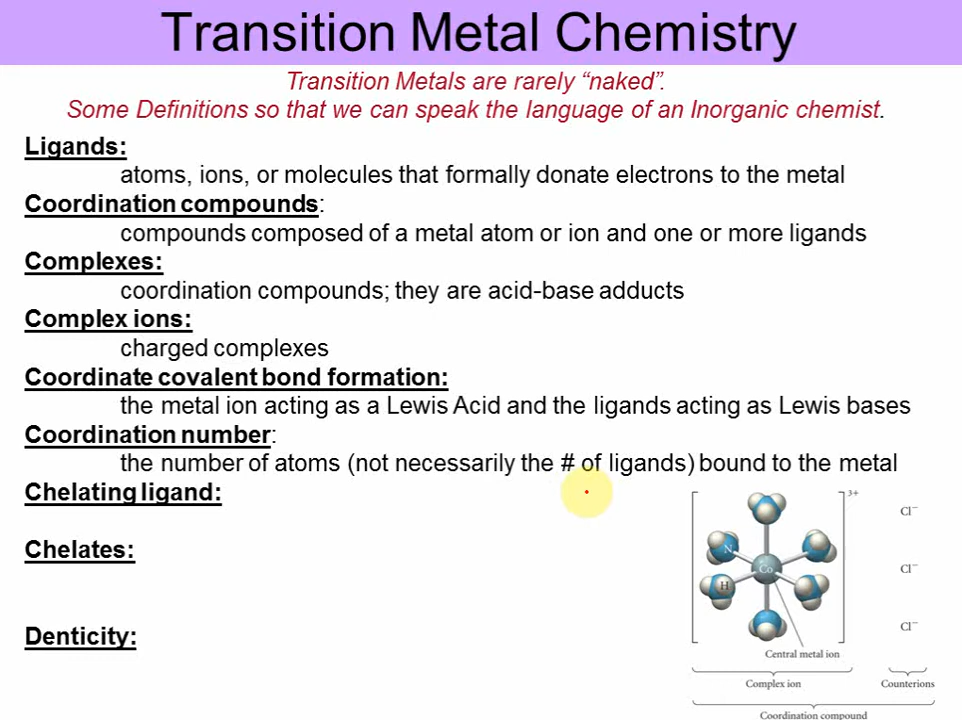 Transition Metal Chemistry
Transition Metals are rarely “naked”.
Some Definitions so that we can speak the language of an Inorganic chemist.
Ligands:
atoms, ions, or molecules that formally donate electrons to the metal
Coordination compounds:
compounds composed of a metal atom or ion and one or more ligands
Complexes:
coordination compounds; they are acid-base adducts
Complex ions:
charged complexes
Coordinate covalent bond formation:
the metal ion acting as a Lewis Acid and the ligands acting as Lewis bases
Coordination number:
the number of atoms (not necessarily the # of ligands) bound to the metal
Chelating ligand:
Chelates:
Denticity:
3+
Cl⁻
N
Co
Cl⁻
H
Cl⁻
Central metal ion
Complex ion
Counterions
Coordination compound